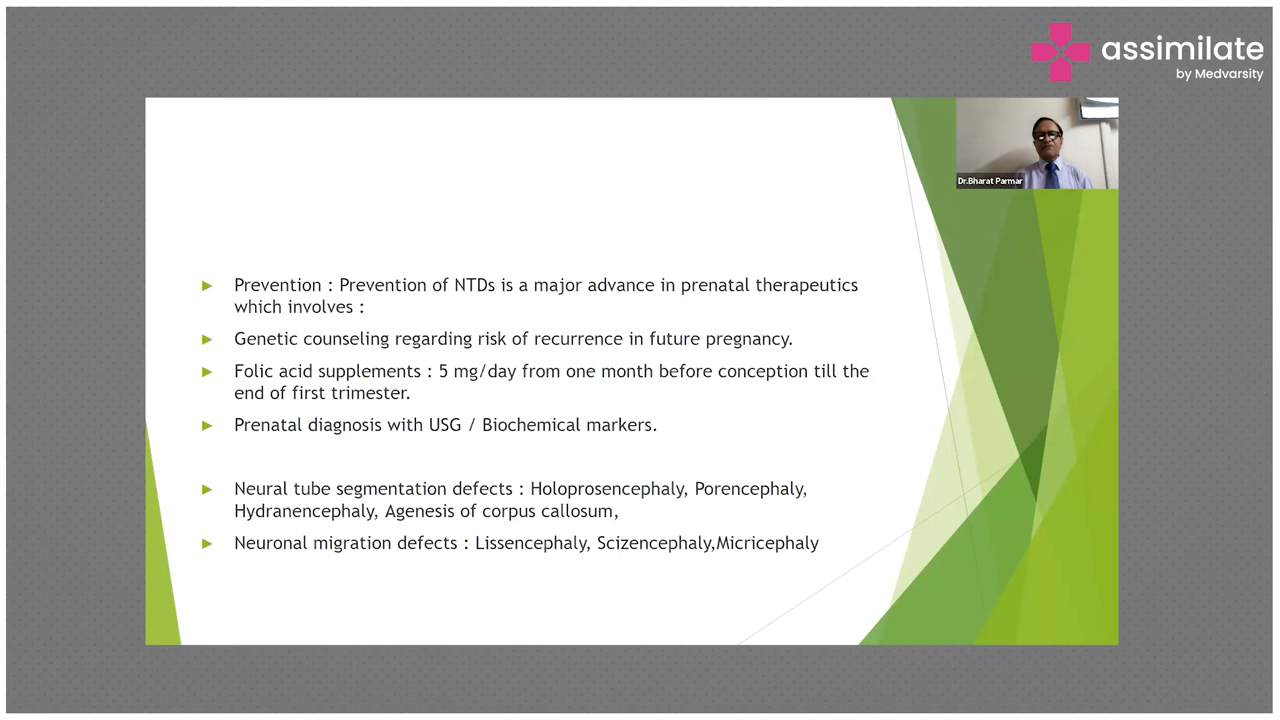 assimilate
by Medvarsity
Dr.Bharat Parmar
Prevention : Prevention of NTDs is a major advance in prenatal therapeutics
which involves :
Genetic counseling regarding risk of recurrence in future pregnancy.
Folic acid supplements : 5 mg/day from one month before conception till the
end of first trimester.
Prenatal diagnosis with USG / Biochemical markers.
Neural tube segmentation defects : Holoprosencephaly, Porencephaly,
Hydranencephaly, Agenesis of corpus callosum,
Neuronal migration defects : Lissencephaly, Scizencephaly,Micricephaly